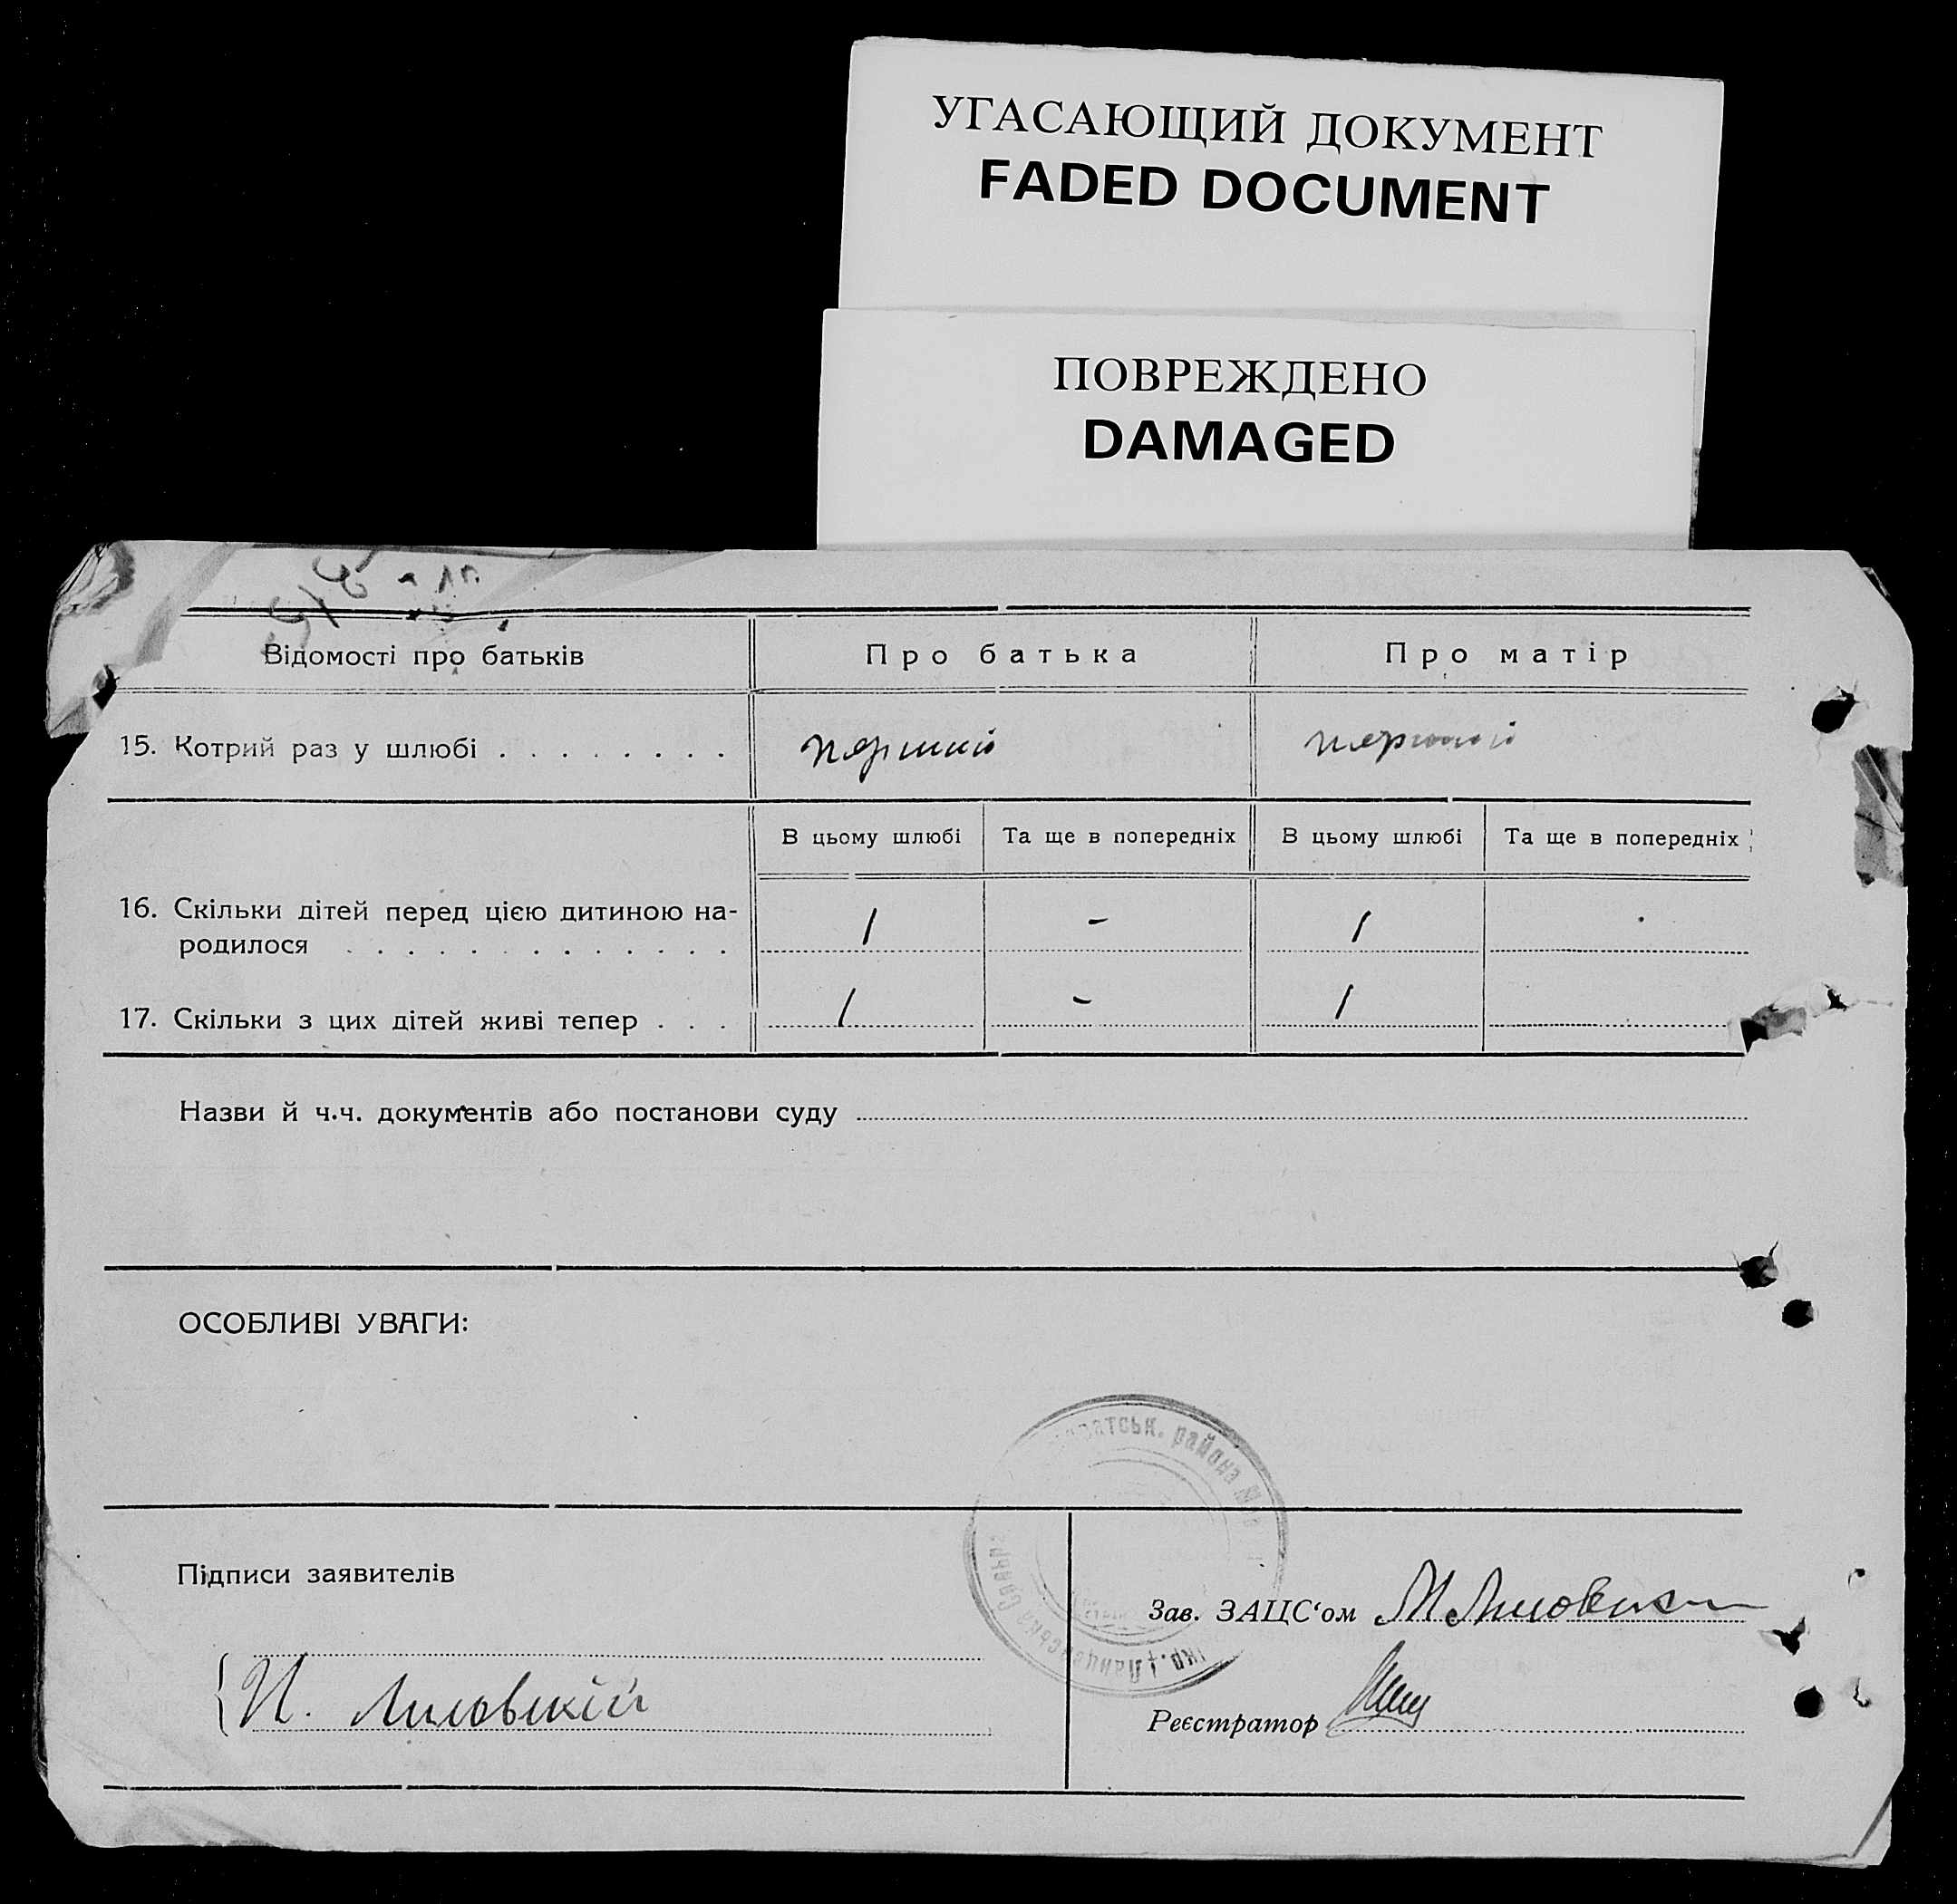 УГАСАЮЩИЙ ДОКУМЕНТ
FADED DOCUMENT
ПОВРЕЖДЕНО
DAMAGED
Відомості про батьків
Про батька
Про матір
15. Котрий раз у шлюбі . . . . . . . .
перший
перший
В цьому шлюбі
Та ще в попередніх
В цьому шлюбі
Та ще в попередніх
16. Скільки дітей перед цією дитиною на-
родилося . . . . . . . . . . . . .
1
-
1
17. Скільки з цих дітей живі тепер . . .
1
-
1
Назви й ч.ч. документів або постанови суду
ОСОБЛИВІ УВАГИ:
району
Підписи заявителів
Зав. ЗАЦС‘ом
Реєстратор